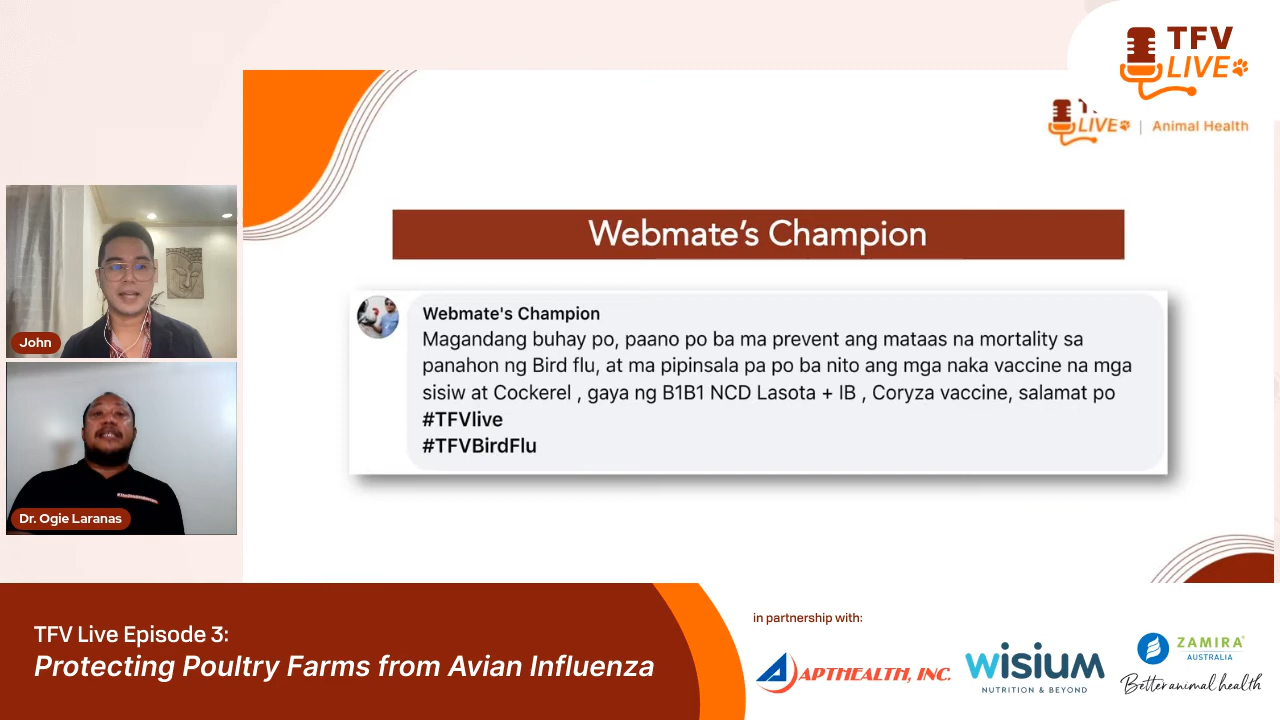 TFV
LIVE
LIVE | Animal Health
Webmate's Champion
Webmate's Champion
Magandang buhay po, paano po ba ma prevent ang mataas na mortality sa
panahon ng Bird flu, at ma pipinsala pa po ba nito ang mga naka vaccine na mga
sisiw at Cockerel , gaya ng B1B1 NCD Lasota + IB , Coryza vaccine, salamat po
#TFVlive
#TFVBirdFlu
John
Dr. Ogie Laranas
TFV Live Episode 3:
Protecting Poultry Farms from Avian Influenza
in partnership with:
APTHEALTH, INC.
WISIUM
NUTRITION & BEYOND
ZAMIRA
AUSTRALIA
Better animal health